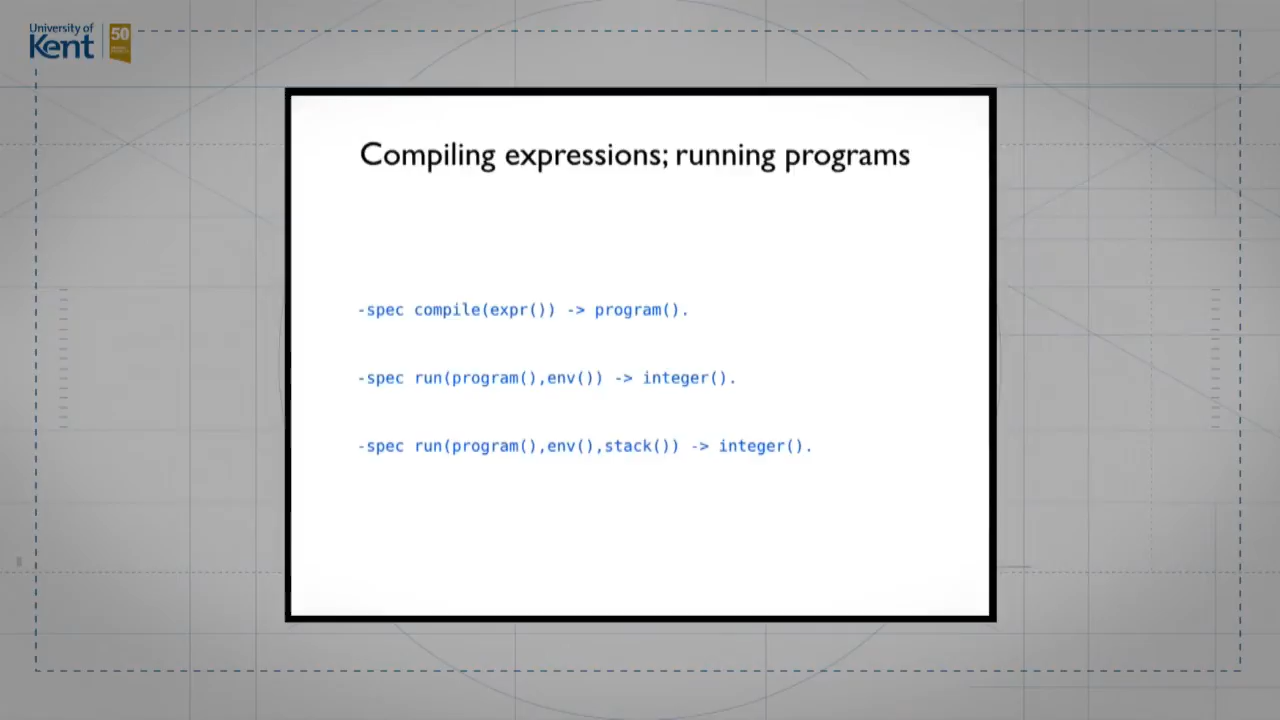 University of
Kent
50
Compiling expressions; running programs
-spec compile(expr()) -> program().
-spec run(program(),env()) -> integer().
-spec run(program(),env(),stack()) -> integer().